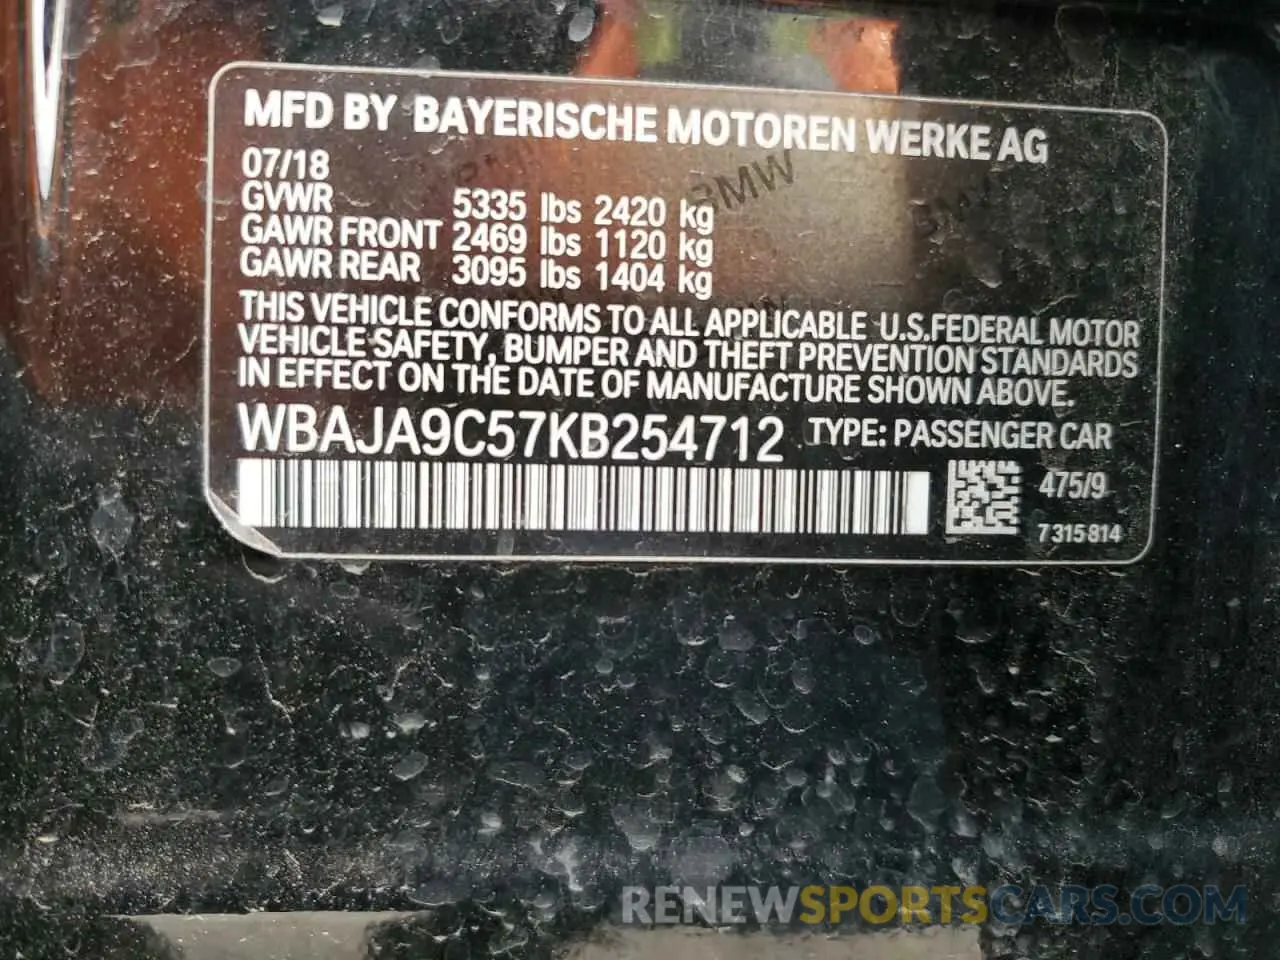 MFD BY BAYERISCHE MOTOREN WERKE AG
07/18
GVWR 5335 lbs 2420 kg
GAWR FRONT 2469 lbs 1120 kg
GAWR REAR 3095 lbs 1404 kg
THIS VEHICLE CONFORMS TO ALL APPLICABLE U.S.FEDERAL MOTOR
VEHICLE SAFETY, BUMPER AND THEFT PREVENTION STANDARDS
IN EFFECT ON THE DATE OF MANUFACTURE SHOWN ABOVE.
WBAJA9C57KB254712 TYPE: PASSENGER CAR
475/9
7315814
BMW
BMW
RENEWSPORTSCARS.COM